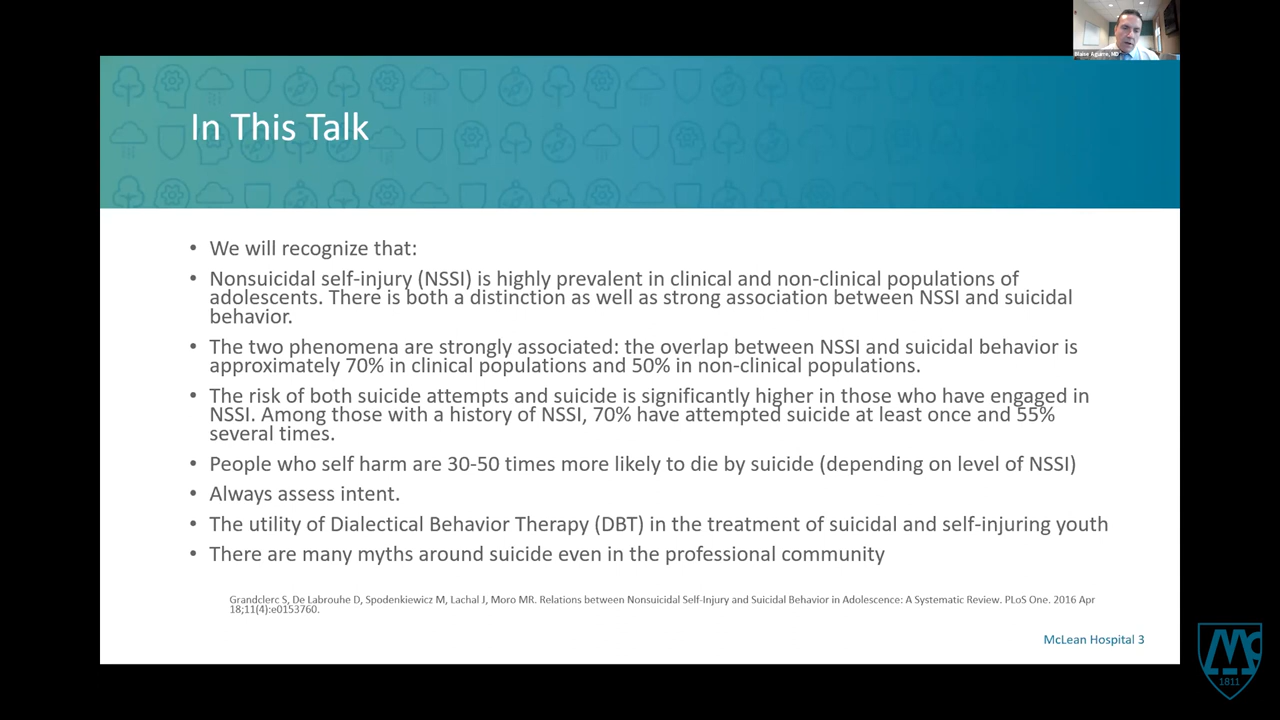 Blaise Aguirre, MD
In This Talk
• We will recognize that:
• Nonsuicidal self-injury (NSSI) is highly prevalent in clinical and non-clinical populations of
adolescents. There is both a distinction as well as strong association between NSSI and suicidal
behavior.
• The two phenomena are strongly associated: the overlap between NSSI and suicidal behavior is
approximately 70% in clinical populations and 50% in non-clinical populations.
• The risk of both suicide attempts and suicide is significantly higher in those who have engaged in
NSSI. Among those with a history of NSSI, 70% have attempted suicide at least once and 55%
several times.
• People who self harm are 30-50 times more likely to die by suicide (depending on level of NSSI)
• Always assess intent.
• The utility of Dialectical Behavior Therapy (DBT) in the treatment of suicidal and self-injuring youth
• There are many myths around suicide even in the professional community
Grandclerc S, De Labrouhe D, Spodenkiewicz M, Lachal J, Moro MR. Relations between Nonsuicidal Self-Injury and Suicidal Behavior in Adolescence: A Systematic Review. PLoS One. 2016 Apr
18;11(4):e0153760.
McLean Hospital 3
Mc
1811